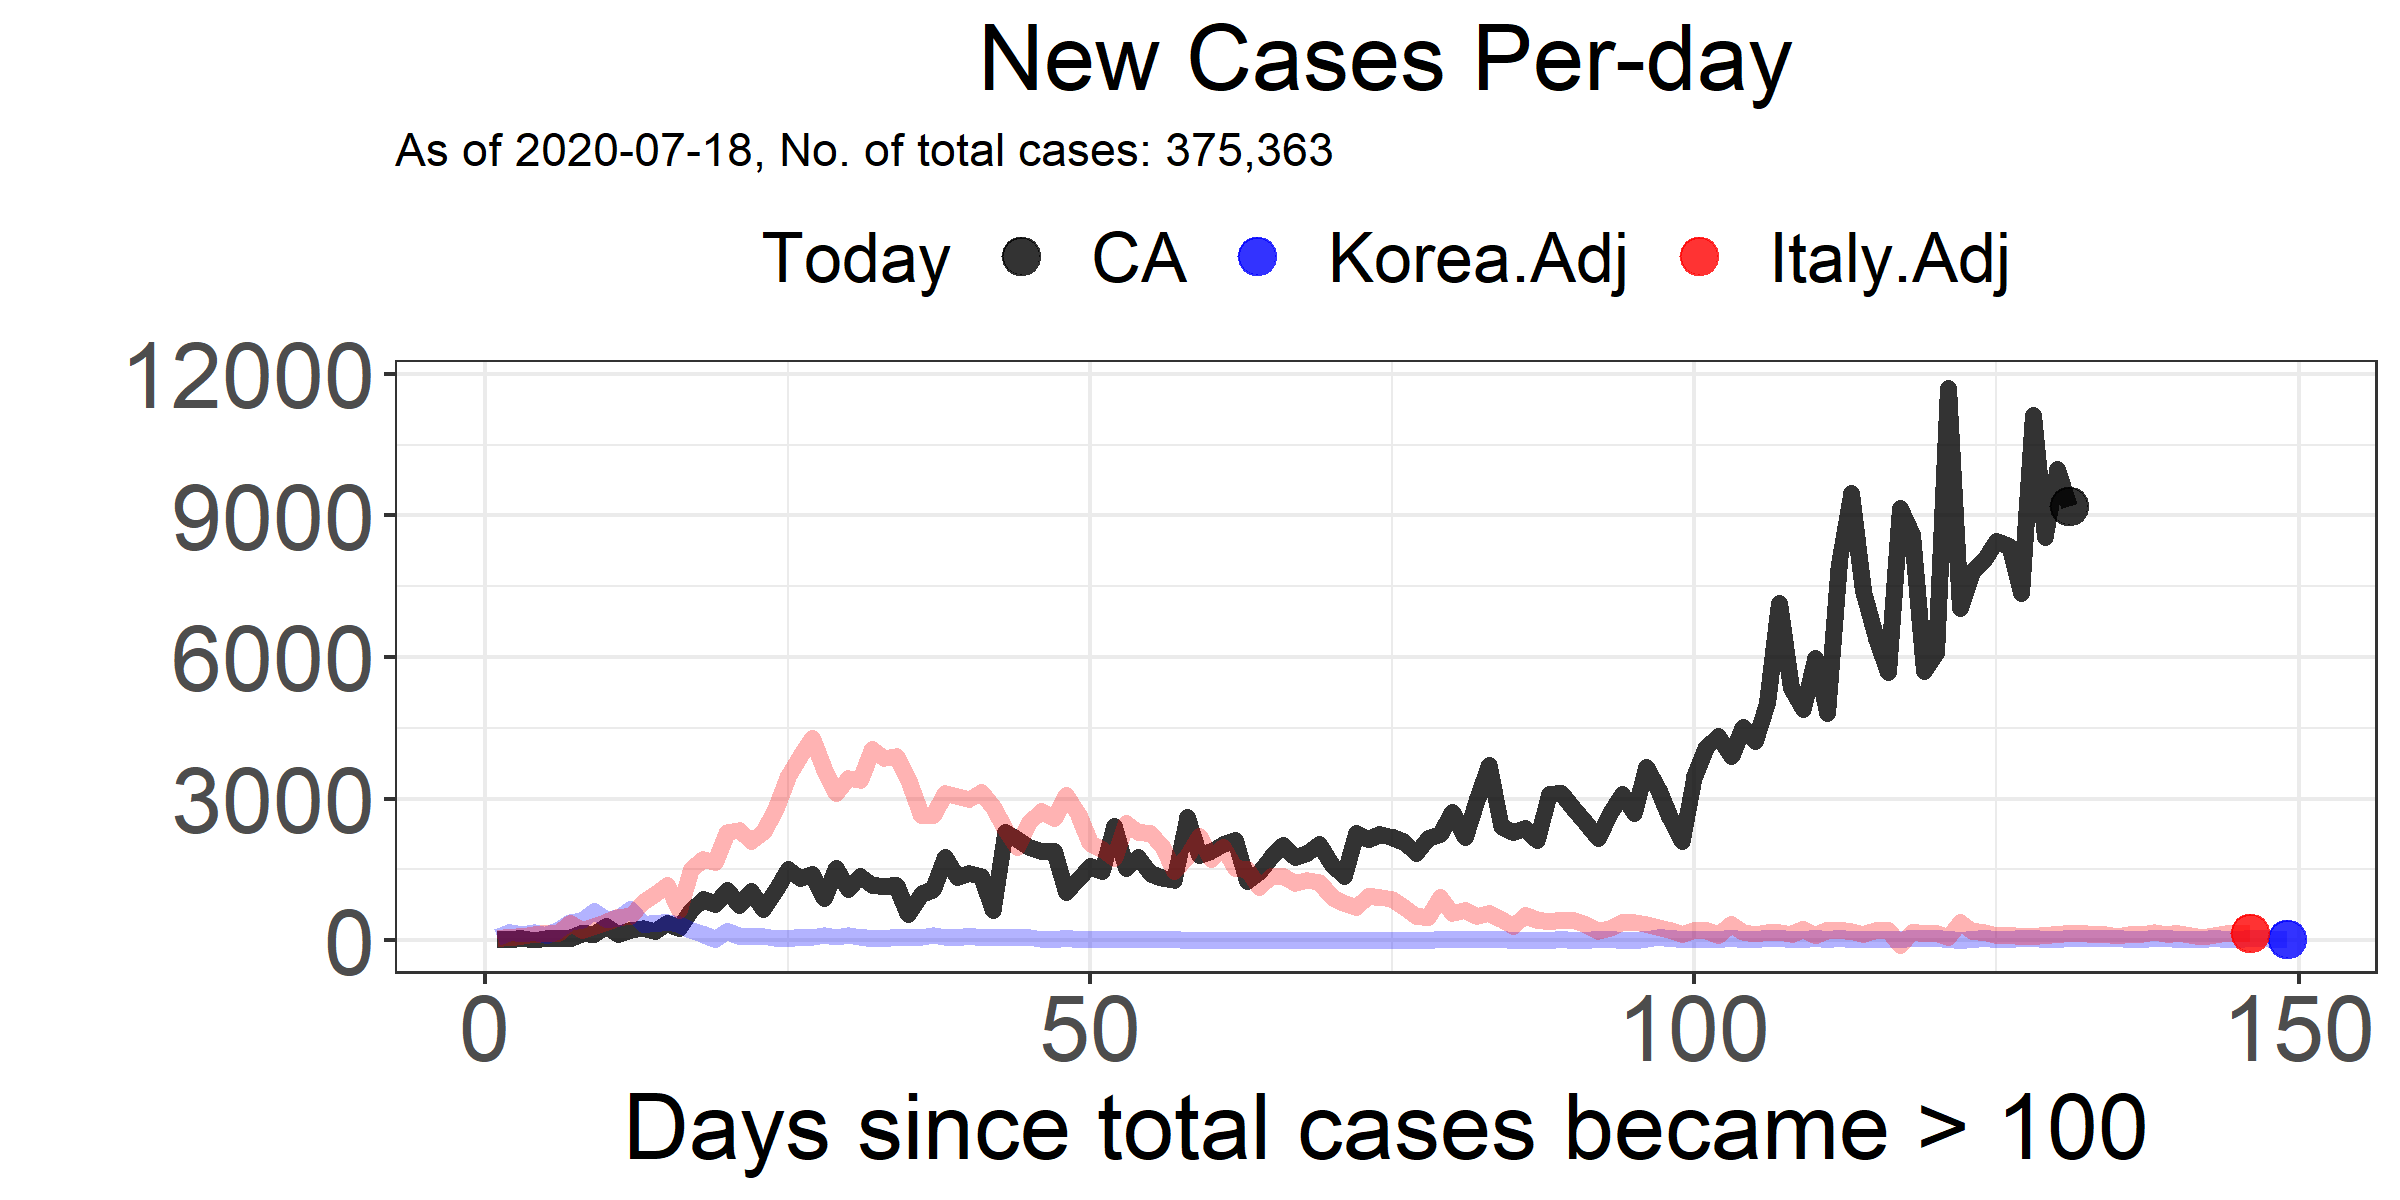 New Cases Per-day
As of 2020-07-18, No. of total cases: 375,363
Today CA Korea.Adj Italy.Adj
12000
9000
6000
3000
0
0 50 100 150
Days since total cases became > 100